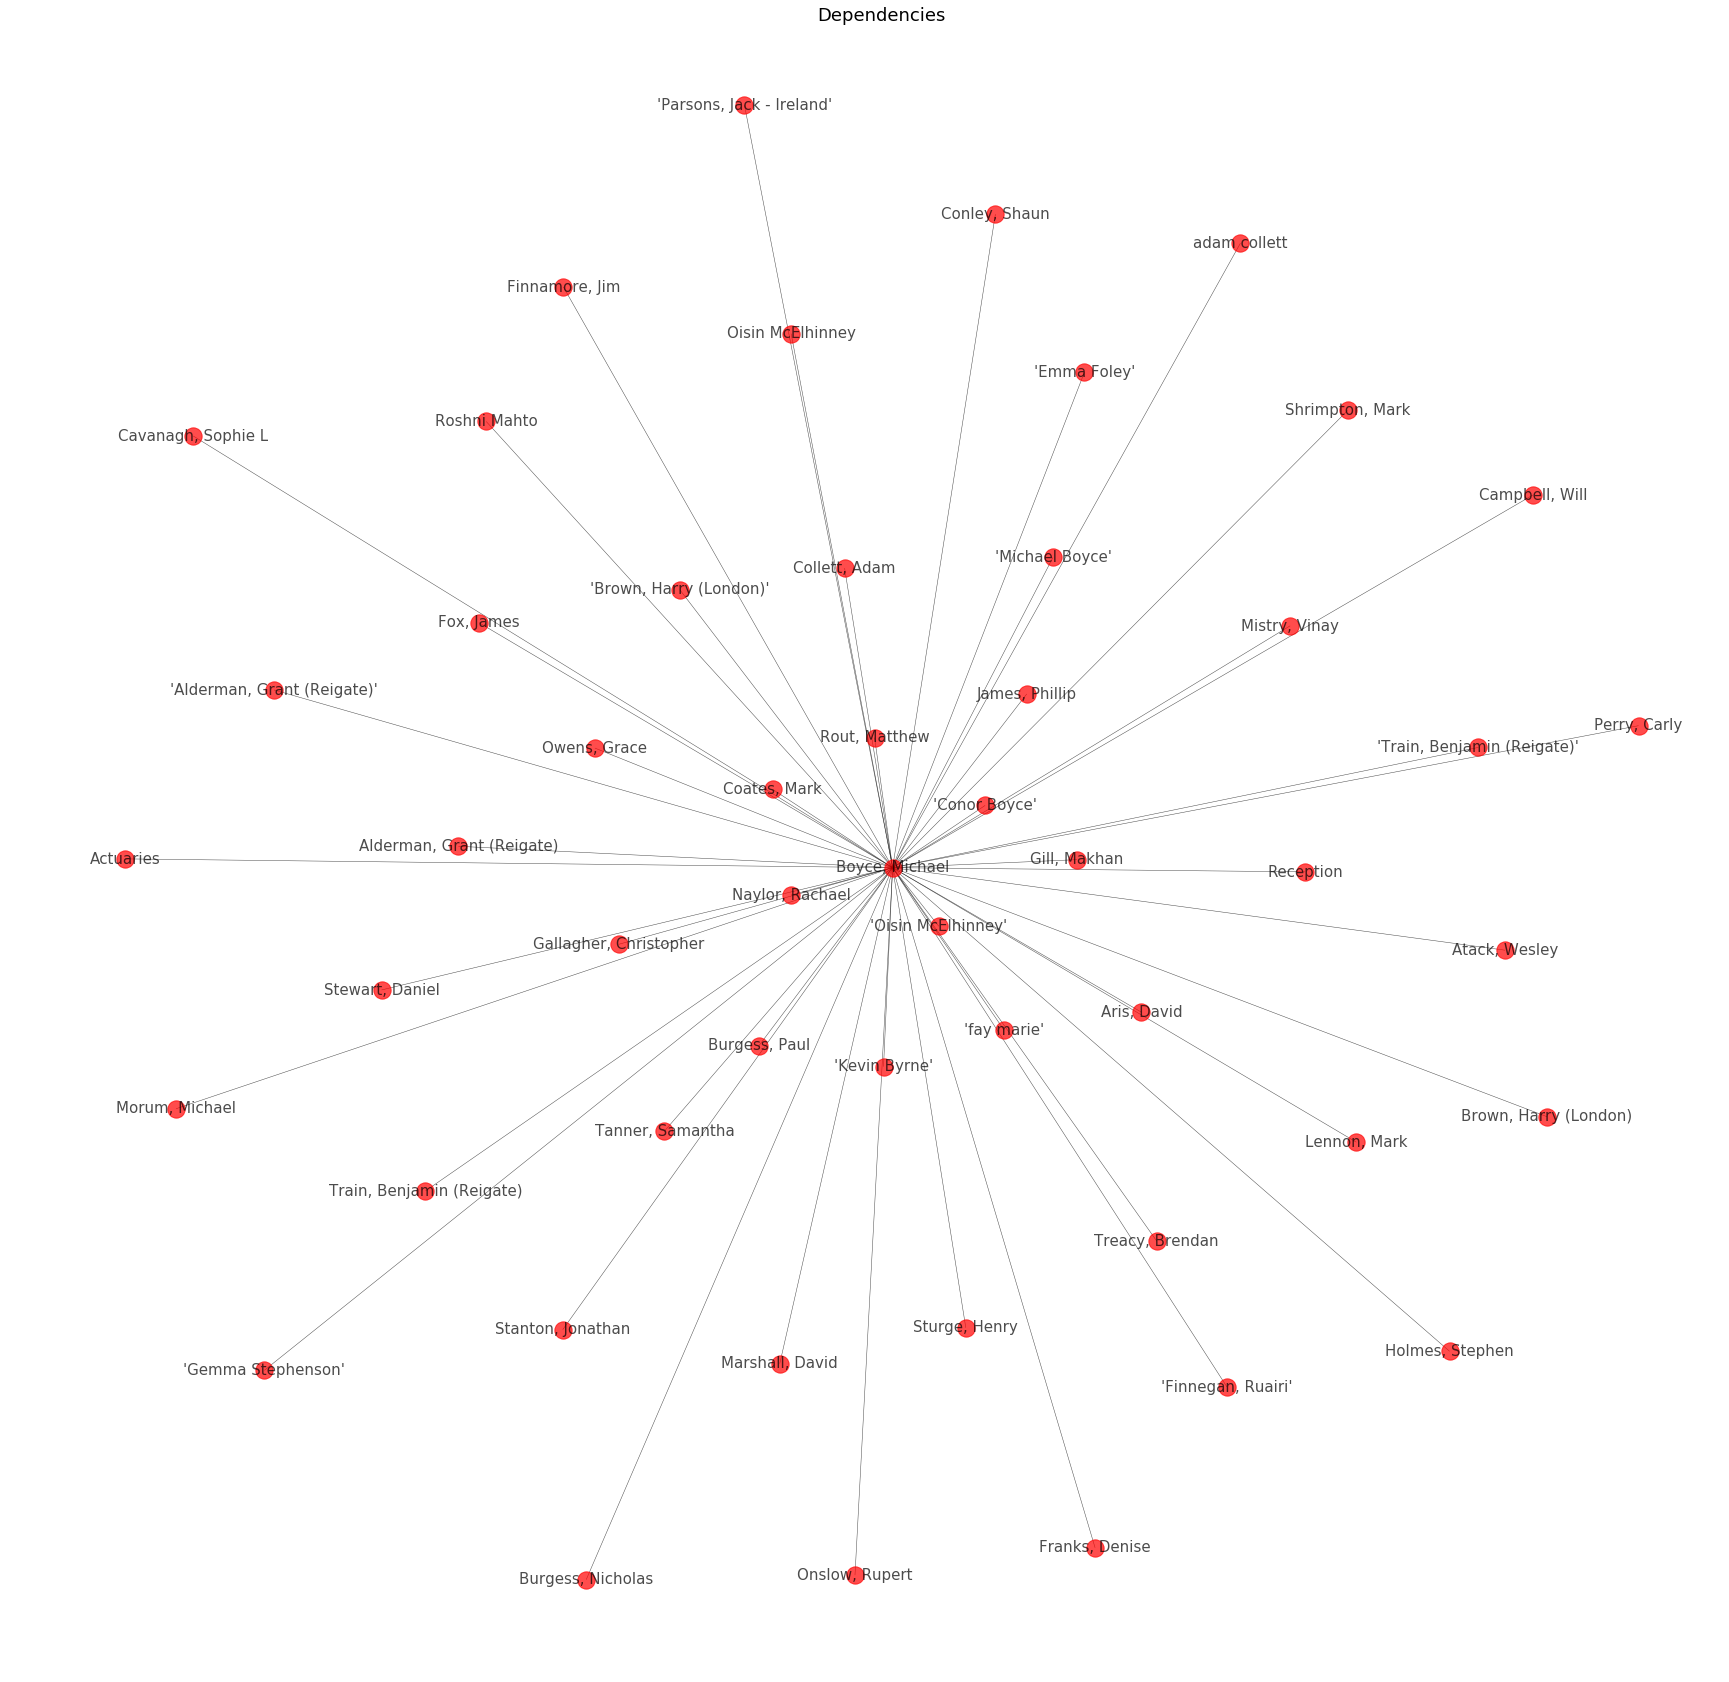 Dependencies
'Parsons, Jack - Ireland'
Conley, Shaun
adam collett
Finnamore, Jim
Oisin McElhinney
'Emma Foley'
Shrimpton, Mark
Roshni Mahto
Cavanagh, Sophie L
Campbell, Will
'Michael Boyce'
Collett, Adam
'Brown, Harry (London)'
Fox, James
Mistry, Vinay
'Alderman, Grant (Reigate)'
James, Phillip
Perry, Carly
Rout, Matthew
Owens, Grace
'Train, Benjamin (Reigate)'
Coates, Mark
'Conor Boyce'
Alderman, Grant (Reigate)
Actuaries
Gill, Makhan
Boyce, Michael
Reception
Naylor, Rachael
'Oisin McElhinney'
Gallagher, Christopher
Atack, Wesley
Stewart, Daniel
Aris, David
'fay marie'
Burgess, Paul
'Kevin Byrne'
Morum, Michael
Brown, Harry (London)
Tanner, Samantha
Lennon, Mark
Train, Benjamin (Reigate)
Treacy, Brendan
Stanton, Jonathan
Sturge, Henry
Holmes, Stephen
Marshall, David
'Gemma Stephenson'
'Finnegan, Ruairi'
Franks, Denise
Onslow, Rupert
Burgess, Nicholas